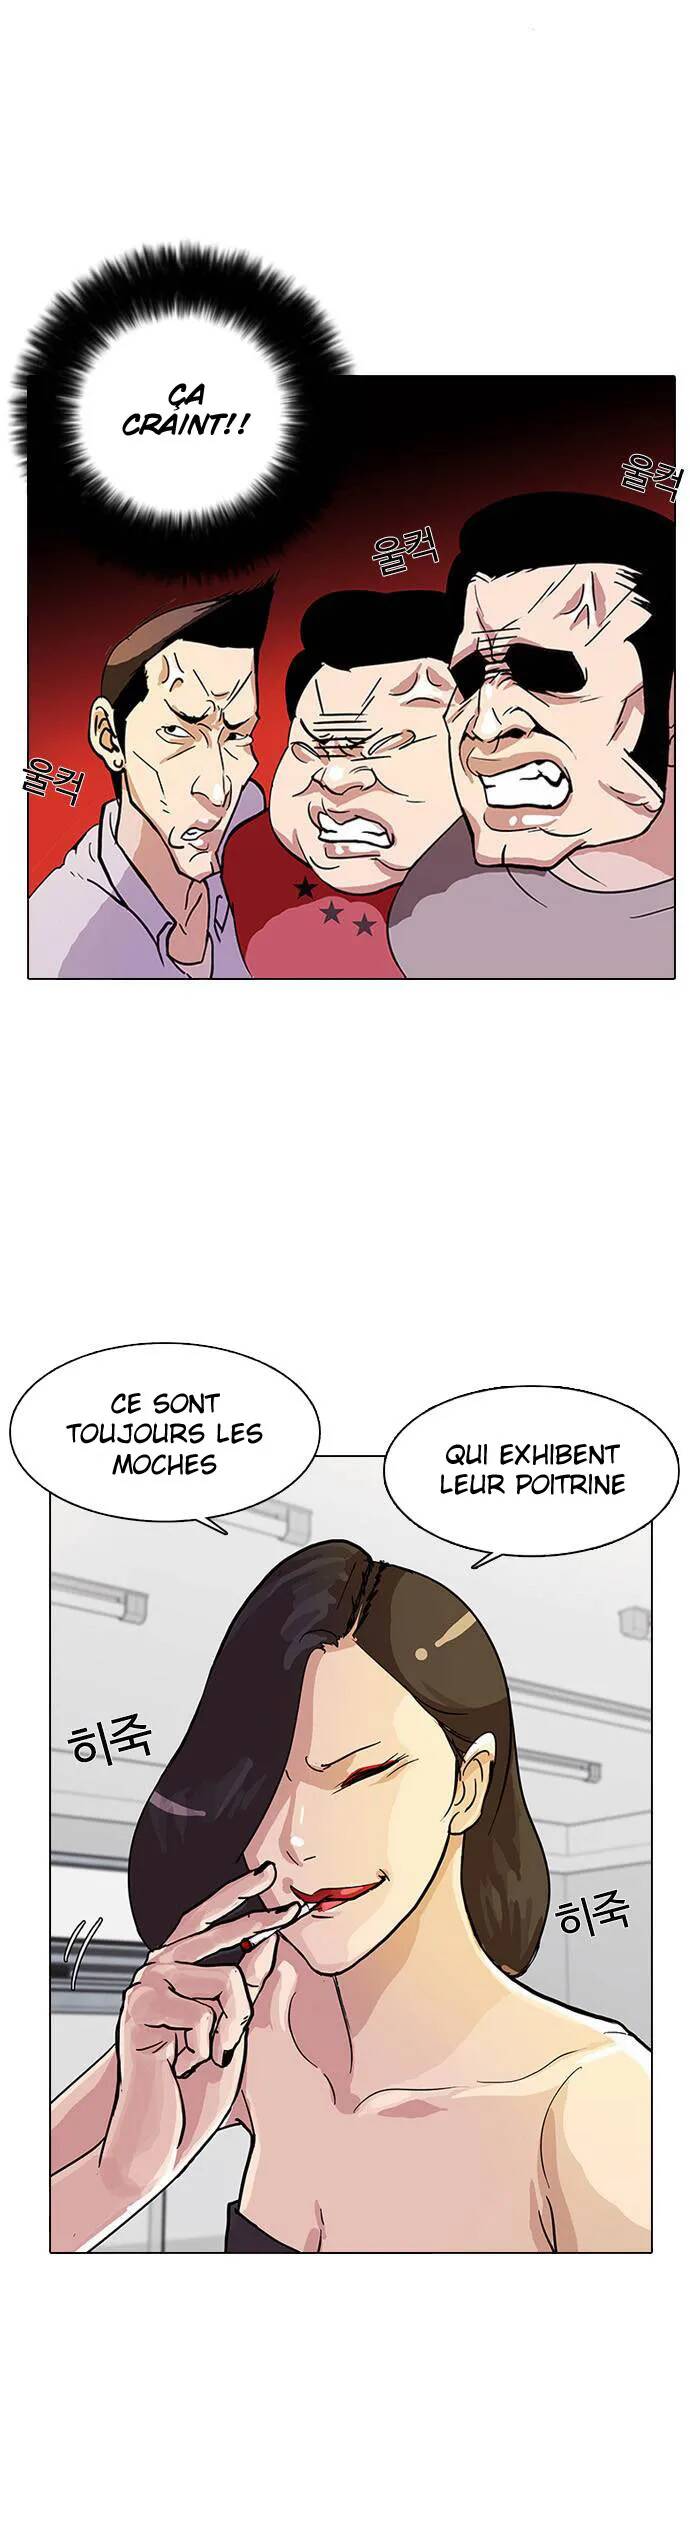 ÇA
CRAINT!!
울컥
울컥
울컥
CE SONT
TOUJOURS LES
MOCHES
QUI EXHIBENT
LEUR POITRINE
히죽
히죽